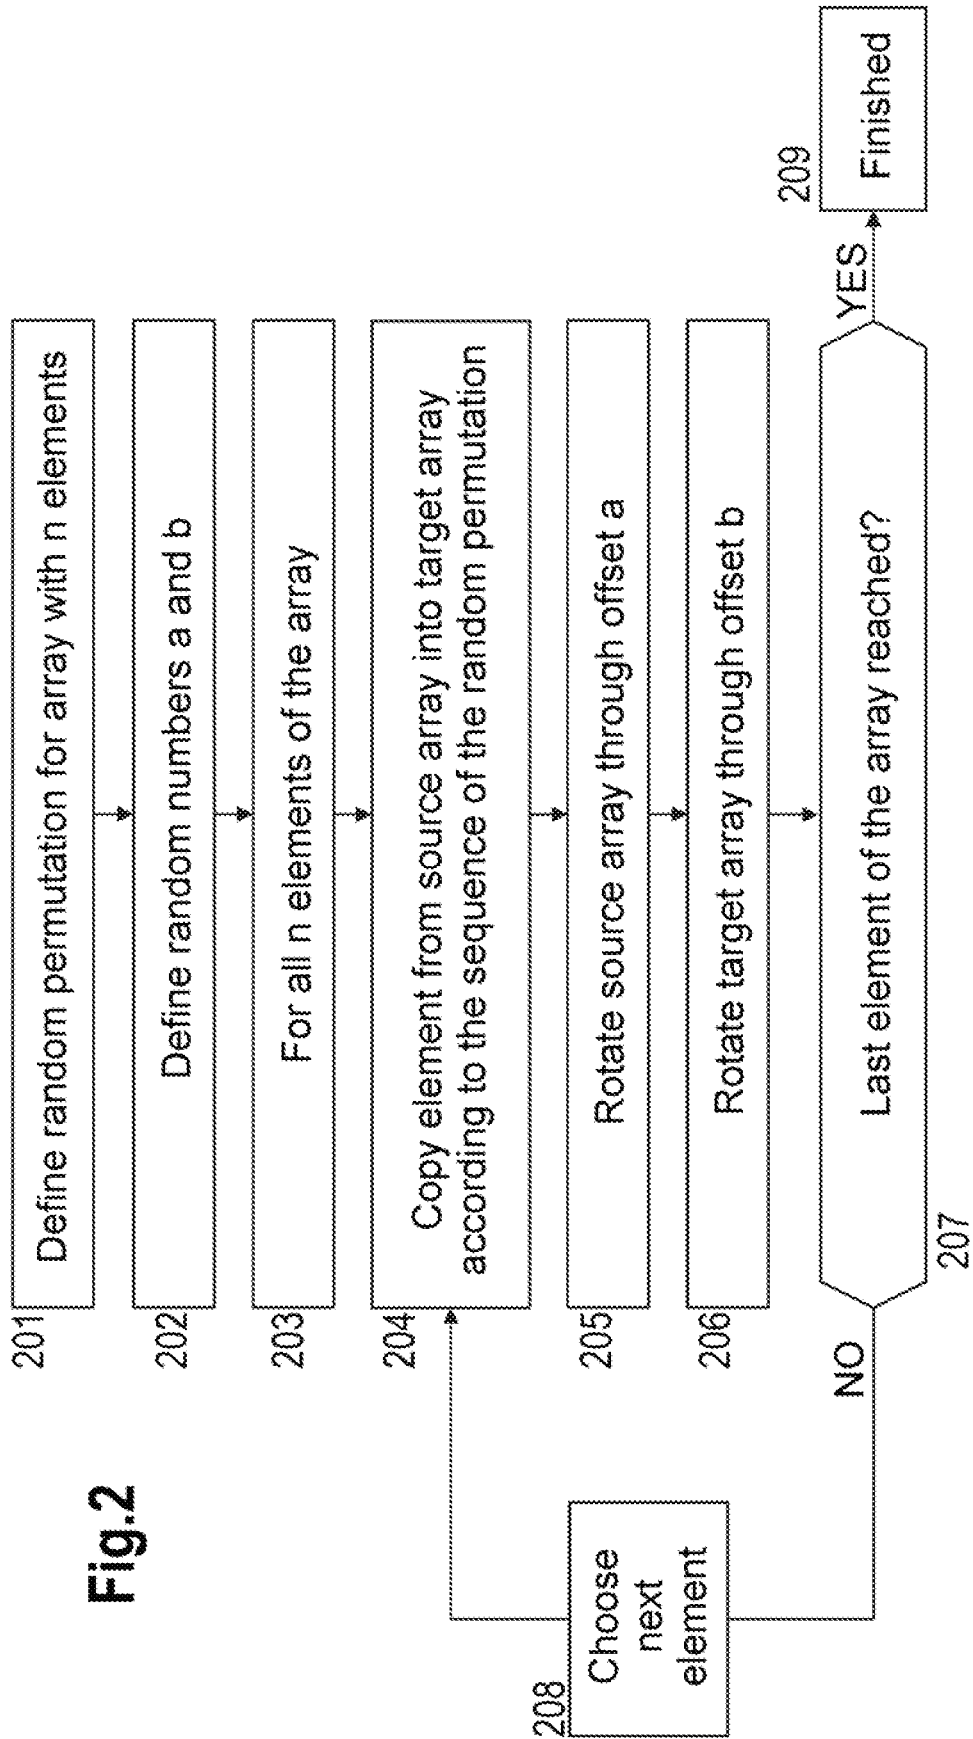 Fig.2
201
Define random permutation for array with n elements
202
Define random numbers a and b
203
For all n elements of the array
204
Copy element from source array into target array
according to the sequence of the random permutation
205
Rotate source array through offset a
206
Rotate target array through offset b
208
Choose
next
element
NO
Last element of the array reached?
207
YES
209
Finished